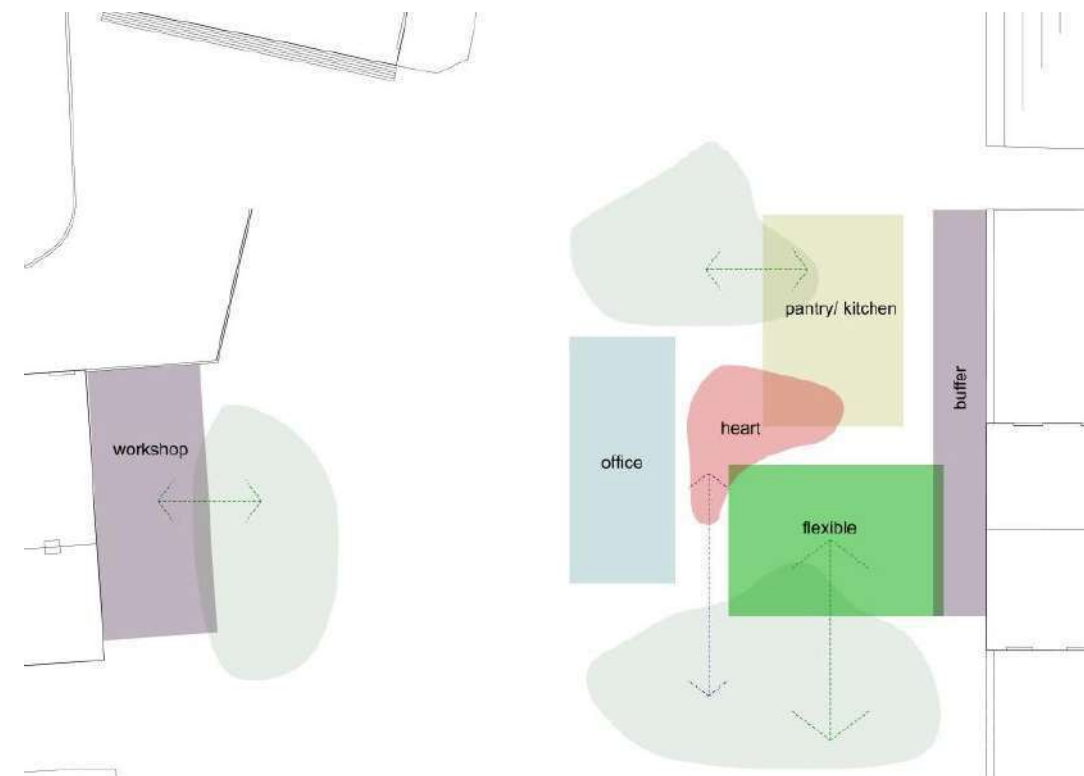 pantry/ kitchen
buffer
heart
workshop
office
flexible